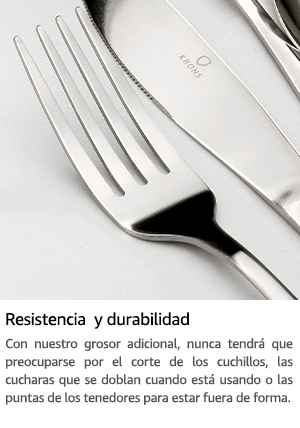 KRONS
Resistencia y durabilidad
Con nuestro grosor adicional, nunca tendrá que
preocuparse por el corte de los cuchillos, las
cucharas que se doblan cuando está usando o las
puntas de los tenedores para estar fuera de forma.